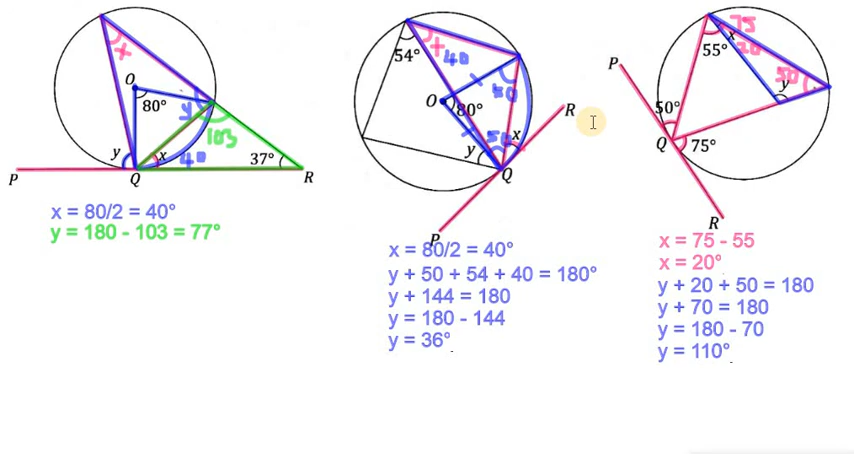 x
O
80°
y
y
103
x
40
37°
P
Q
R
x = 80/2 = 40°
y = 180 - 103 = 77°
54°
x
40
50
O
80°
R
x
50
y
Q
P
x = 80/2 = 40°
y + 50 + 54 + 40 = 180°
y + 144 = 180
y = 180 - 144
y = 36°
75
x
20
55°
50
P
y
50°
Q
75°
R
x = 75 - 55
x = 20°
y + 20 + 50 = 180
y + 70 = 180
y = 180 - 70
y = 110°